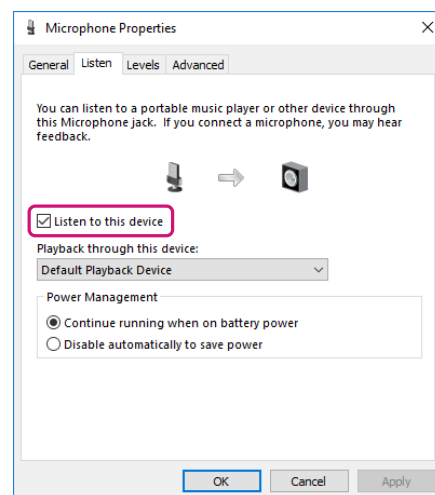 Microphone Properties
General Listen Levels Advanced
You can listen to a portable music player or other device through
this Microphone jack. If you connect a microphone, you may hear
feedback.
Listen to this device
Playback through this device:
Default Playback Device
Power Management
Continue running when on battery power
Disable automatically to save power
OK Cancel Apply